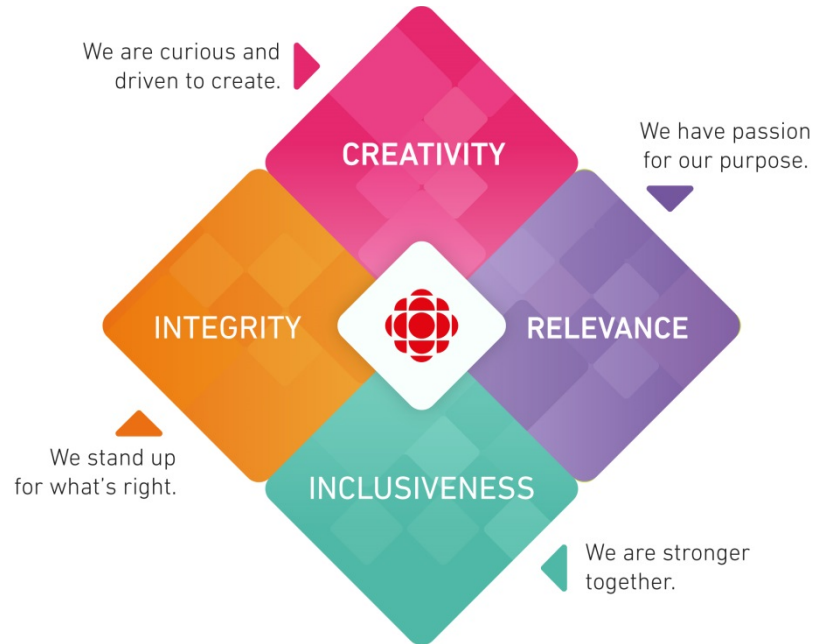 We are curious and
driven to create.
CREATIVITY
We have passion
for our purpose.
INTEGRITY
RELEVANCE
We stand up
for what's right.
INCLUSIVENESS
We are stronger
together.